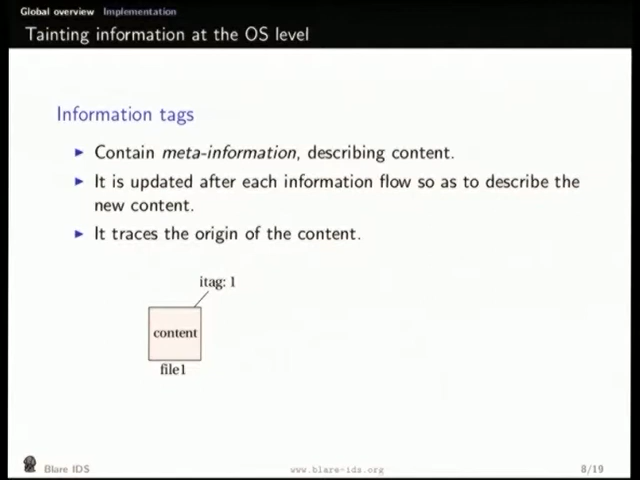 Global overview Implementation
Tainting information at the OS level
Information tags
Contain meta-information, describing content.
It is updated after each information flow so as to describe the
new content.
It traces the origin of the content.
itag: 1
content
file1
Blare IDS
www.blare-ids.org
8/19